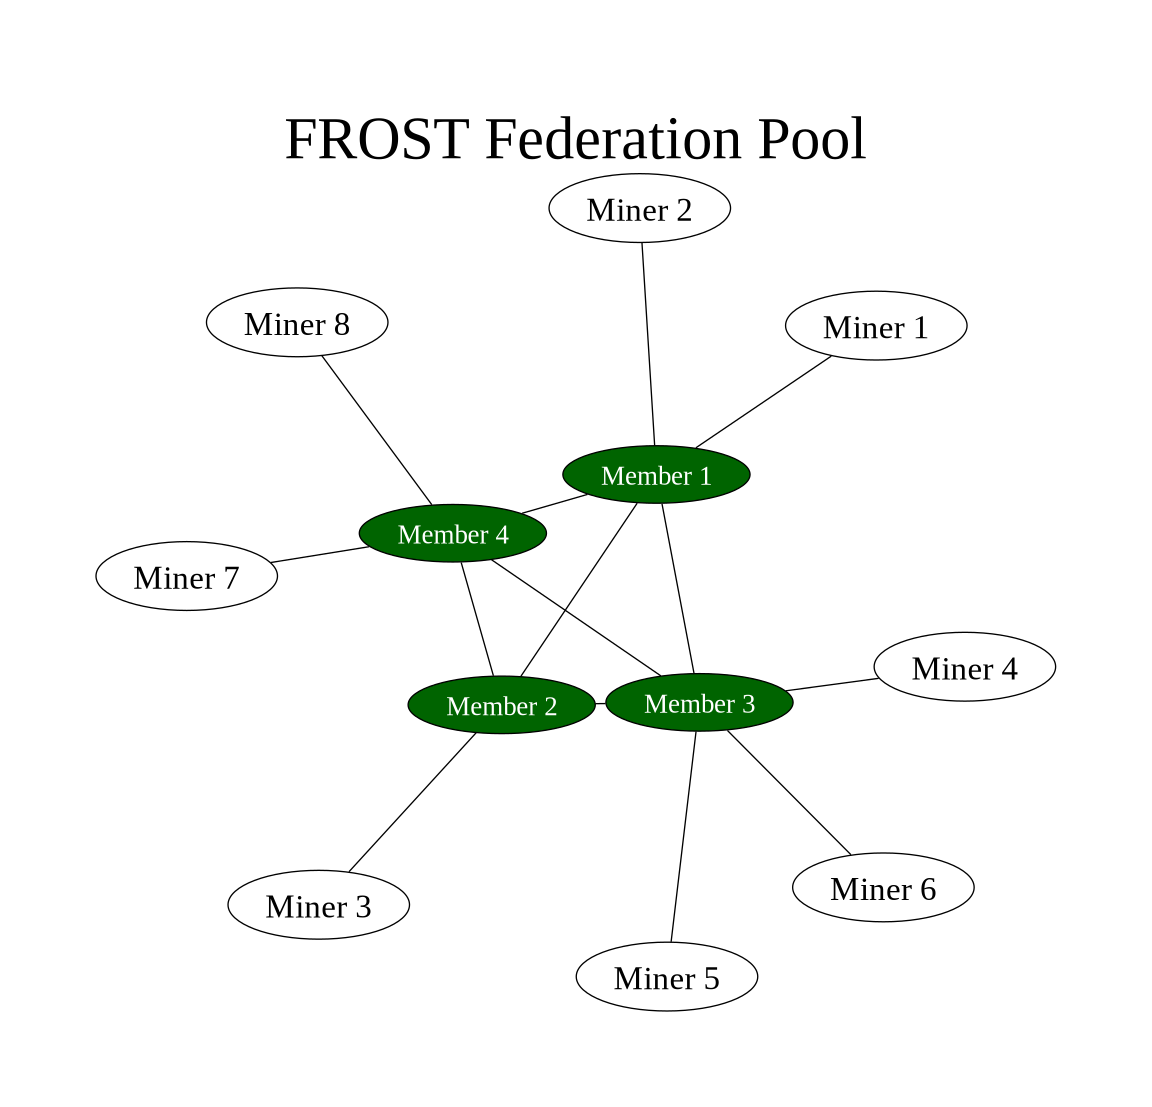 FROST Federation Pool
Miner 2
Miner 8
Miner 1
Member 1
Member 4
Miner 7
Miner 4
Member 2
Member 3
Miner 3
Miner 6
Miner 5